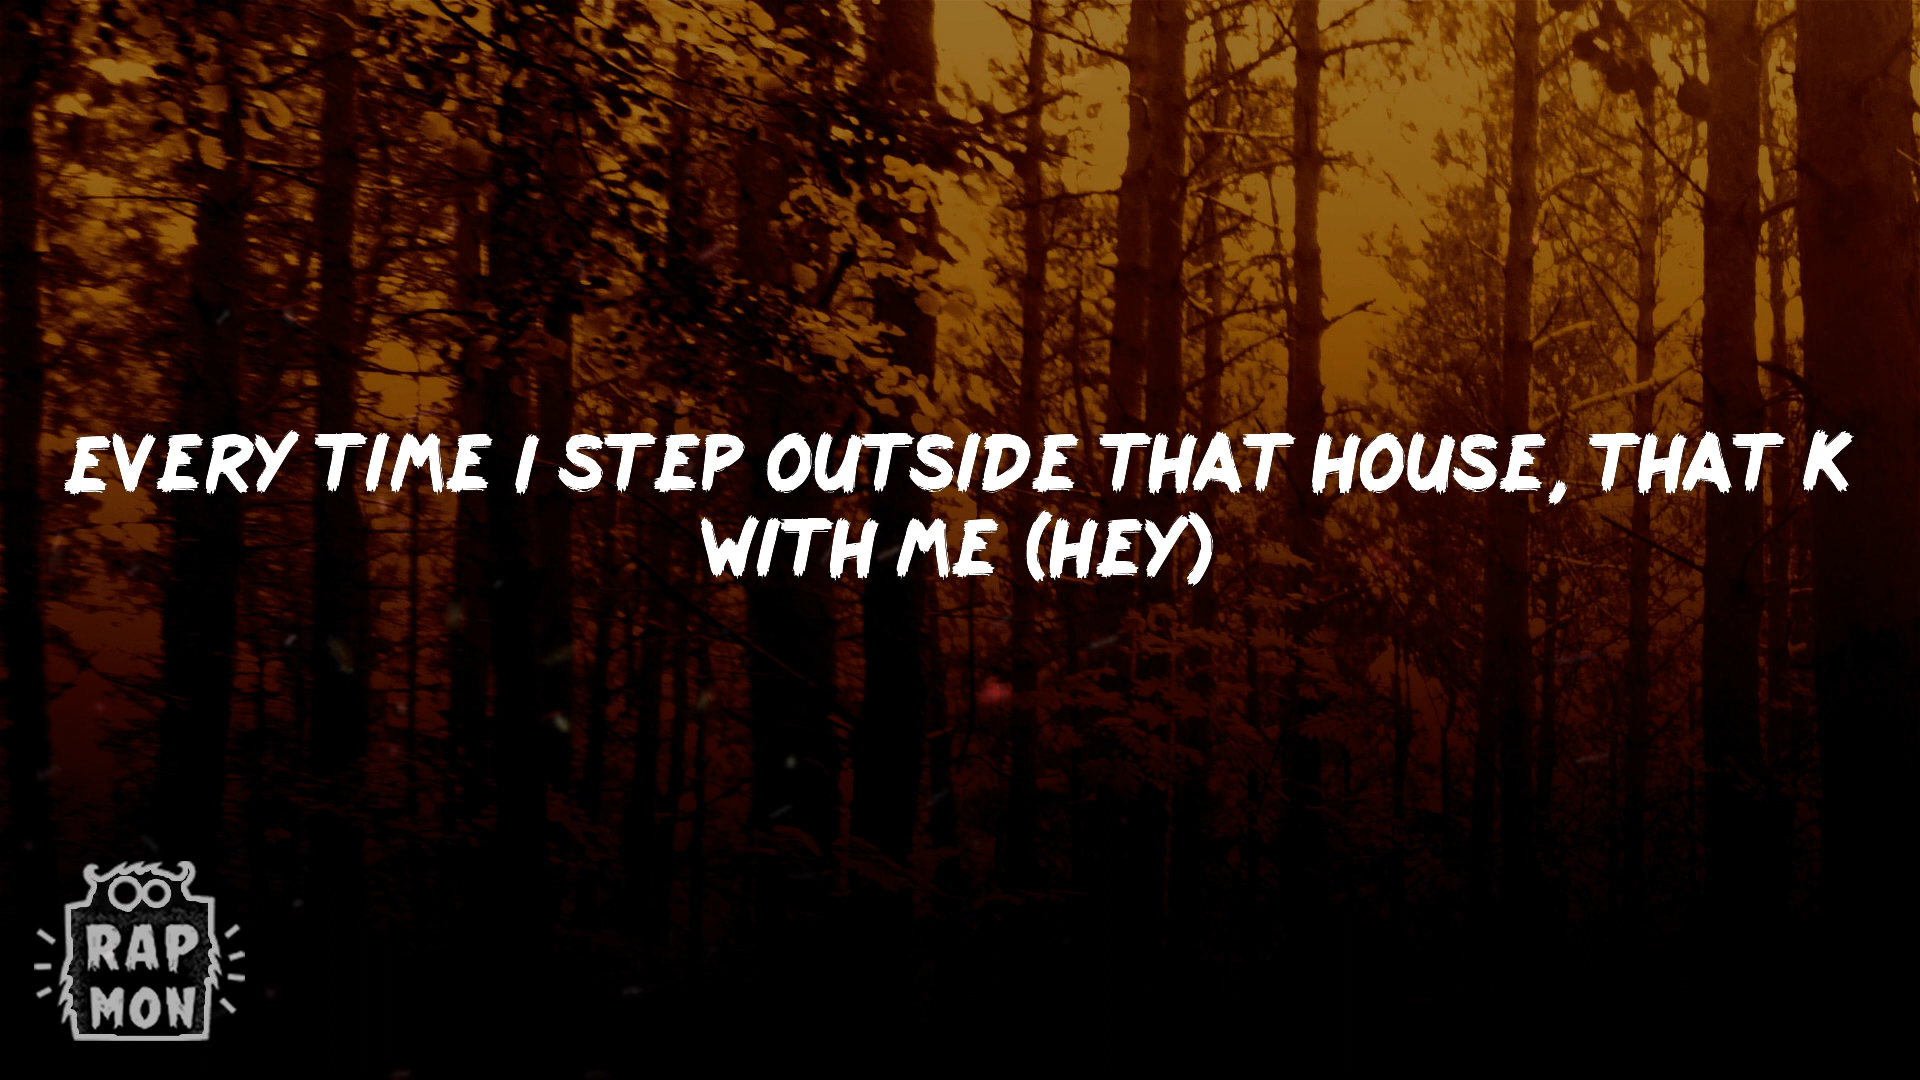 EVERY TIME I STEP OUTSIDE THAT HOUSE, THAT K
WITH ME (HEY)
RAP
MON